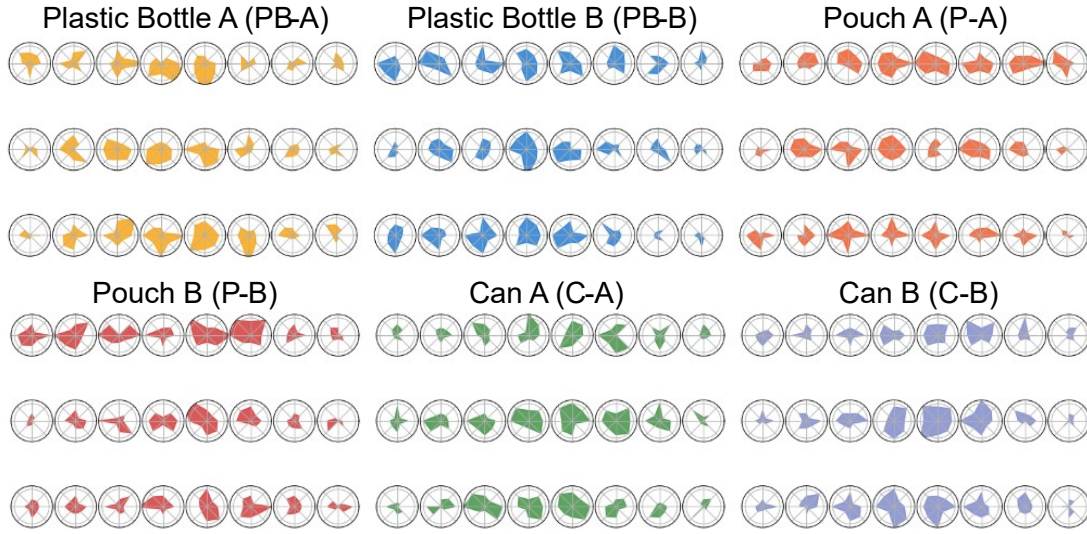 Plastic Bottle A (PB-A)
Plastic Bottle B (PB-B)
Pouch A (P-A)
Pouch B (P-B)
Can A (C-A)
Can B (C-B)